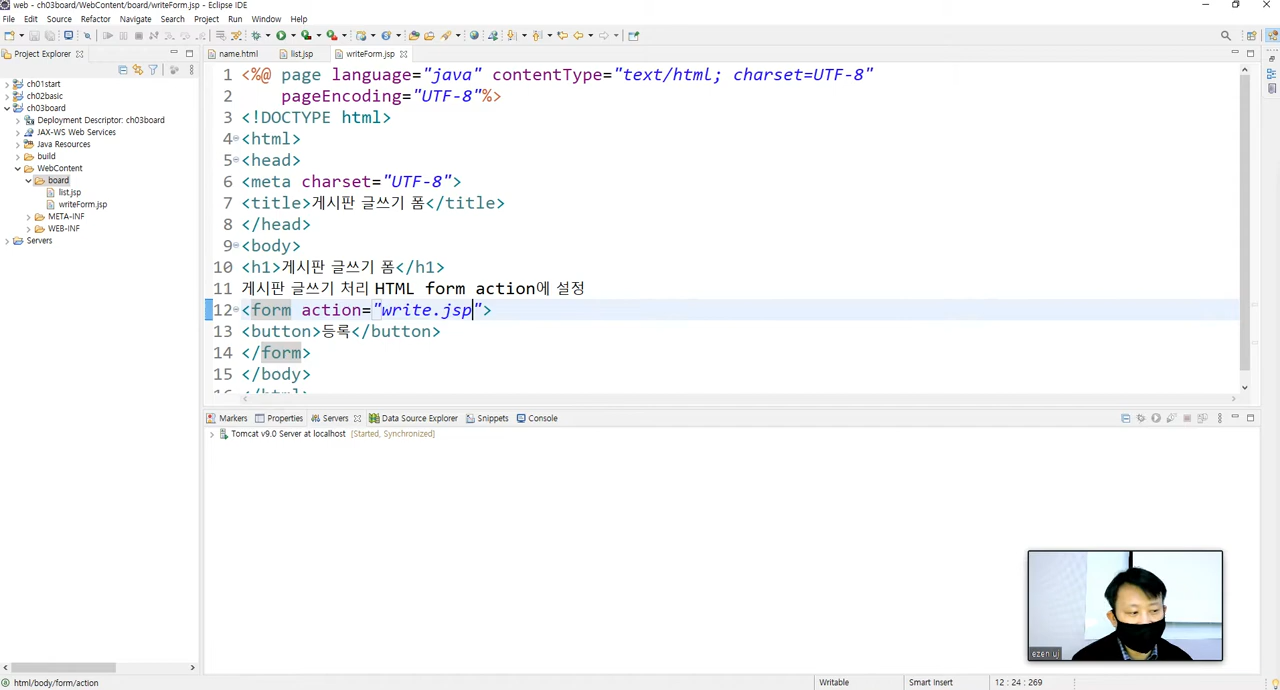 web - ch03board/WebContent/board/writeForm.jsp - Eclipse IDE
File Edit Source Refactor Navigate Search Project Run Window Help
Project Explorer
name.html list.jsp writeForm.jsp
ch01start
ch02basic
ch03board
Deployment Descriptor: ch03board
JAX-WS Web Services
Java Resources
build
WebContent
board
list.jsp
writeForm.jsp
META-INF
WEB-INF
Servers
1 <%@ page language="java" contentType="text/html; charset=UTF-8"
2 pageEncoding="UTF-8"%>
3 <!DOCTYPE html>
4 <html>
5 <head>
6 <meta charset="UTF-8">
7 <title>게시판 글쓰기 폼</title>
8 </head>
9 <body>
10 <h1>게시판 글쓰기 폼</h1>
11 게시판 글쓰기 처리 HTML form action에 설정
12 <form action="write.jsp">
13 <button>등록</button>
14 </form>
15 </body>
16 </html>
Markers Properties Servers Data Source Explorer Snippets Console
Tomcat v9.0 Server at localhost [Started, Synchronized]
ezen uj
html/body/form/action Writable Smart Insert 12 : 24 : 269